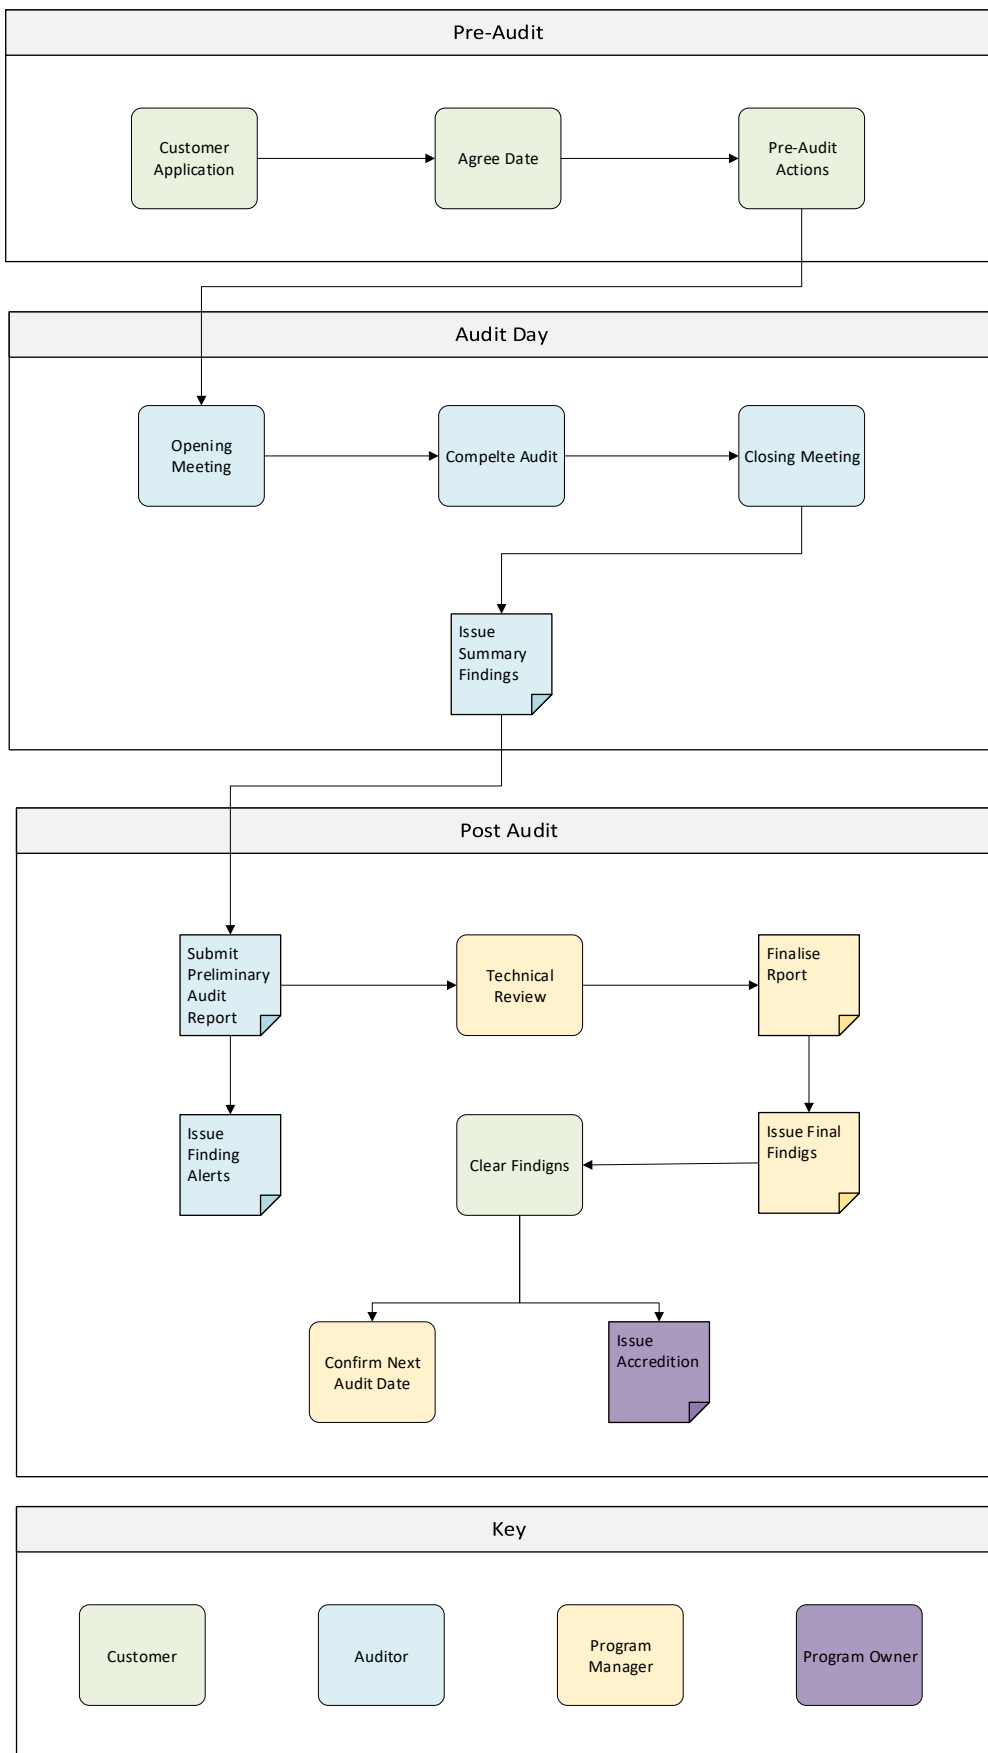 Pre-Audit
Customer
Application
Agree Date
Pre-Audit
Actions
Audit Day
Opening
Meeting
Compelte Audit
Closing Meeting
Issue
Summary
Findings
Post Audit
Submit
Preliminary
Audit
Report
Technical
Review
Finalise
Rport
Issue
Finding
Alerts
Clear Findigns
Issue Final
Findigs
Confirm Next
Audit Date
Issue
Accredition
Key
Customer
Auditor
Program
Manager
Program Owner